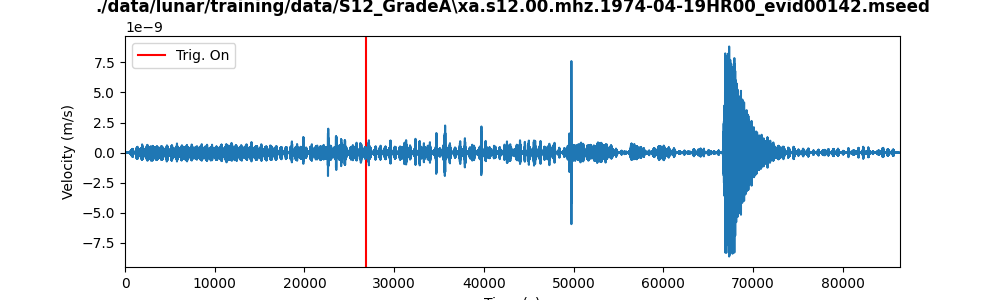 ./data/lunar/training/data/S12_GradeA\xa.s12.00.mhz.1974-04-19HR00_evid00142.mseed
1e−9
Trig. On
7.5
5.0
2.5
0.0
−2.5
−5.0
−7.5
Velocity (m/s)
0 10000 20000 30000 40000 50000 60000 70000 80000